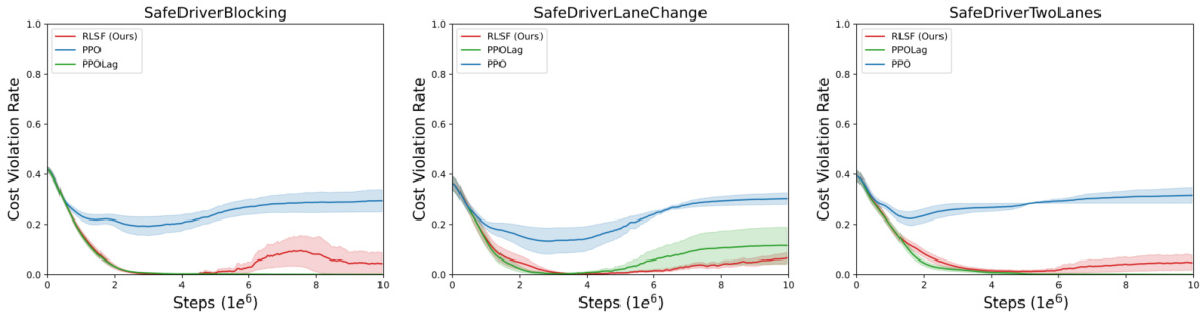 SafeDriverBlocking
RLSF (Ours)
PPO
PPOLag
Cost Violation Rate
1.0
0.8
0.6
0.4
0.2
0.0
0 2 4 6 8 10
Steps (1e⁶)
SafeDriverLaneChange
RLSF (Ours)
PPOLag
PPO
Cost Violation Rate
1.0
0.8
0.6
0.4
0.2
0.0
0 2 4 6 8 10
Steps (1e⁶)
SafeDriverTwoLanes
RLSF (Ours)
PPOLag
PPO
Cost Violation Rate
1.0
0.8
0.6
0.4
0.2
0.0
0 2 4 6 8 10
Steps (1e⁶)